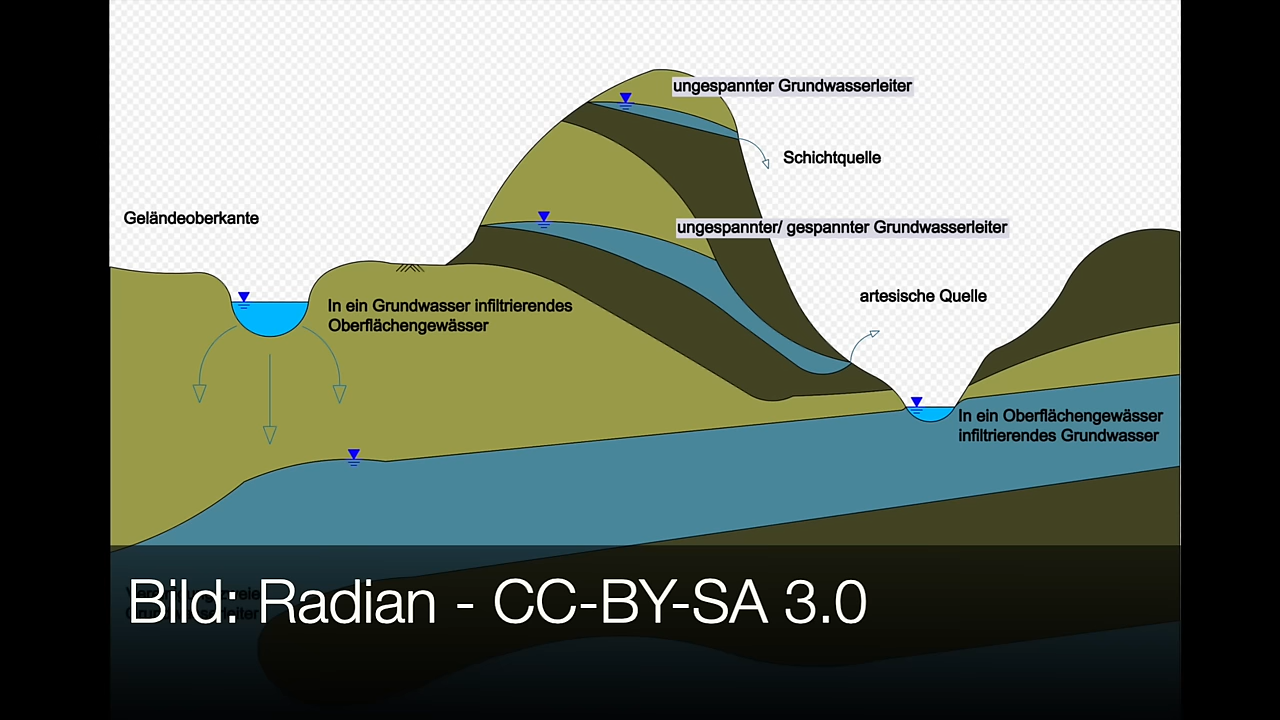 ungespannter Grundwasserleiter
Schichtquelle
Geländeoberkante
ungespannter/ gespannter Grundwasserleiter
artesische Quelle
In ein Grundwasser infiltrierendes
Oberflächengewässer
In ein Oberflächengewässer
infiltrierendes Grundwasser
Bild: Radian - CC-BY-SA 3.0